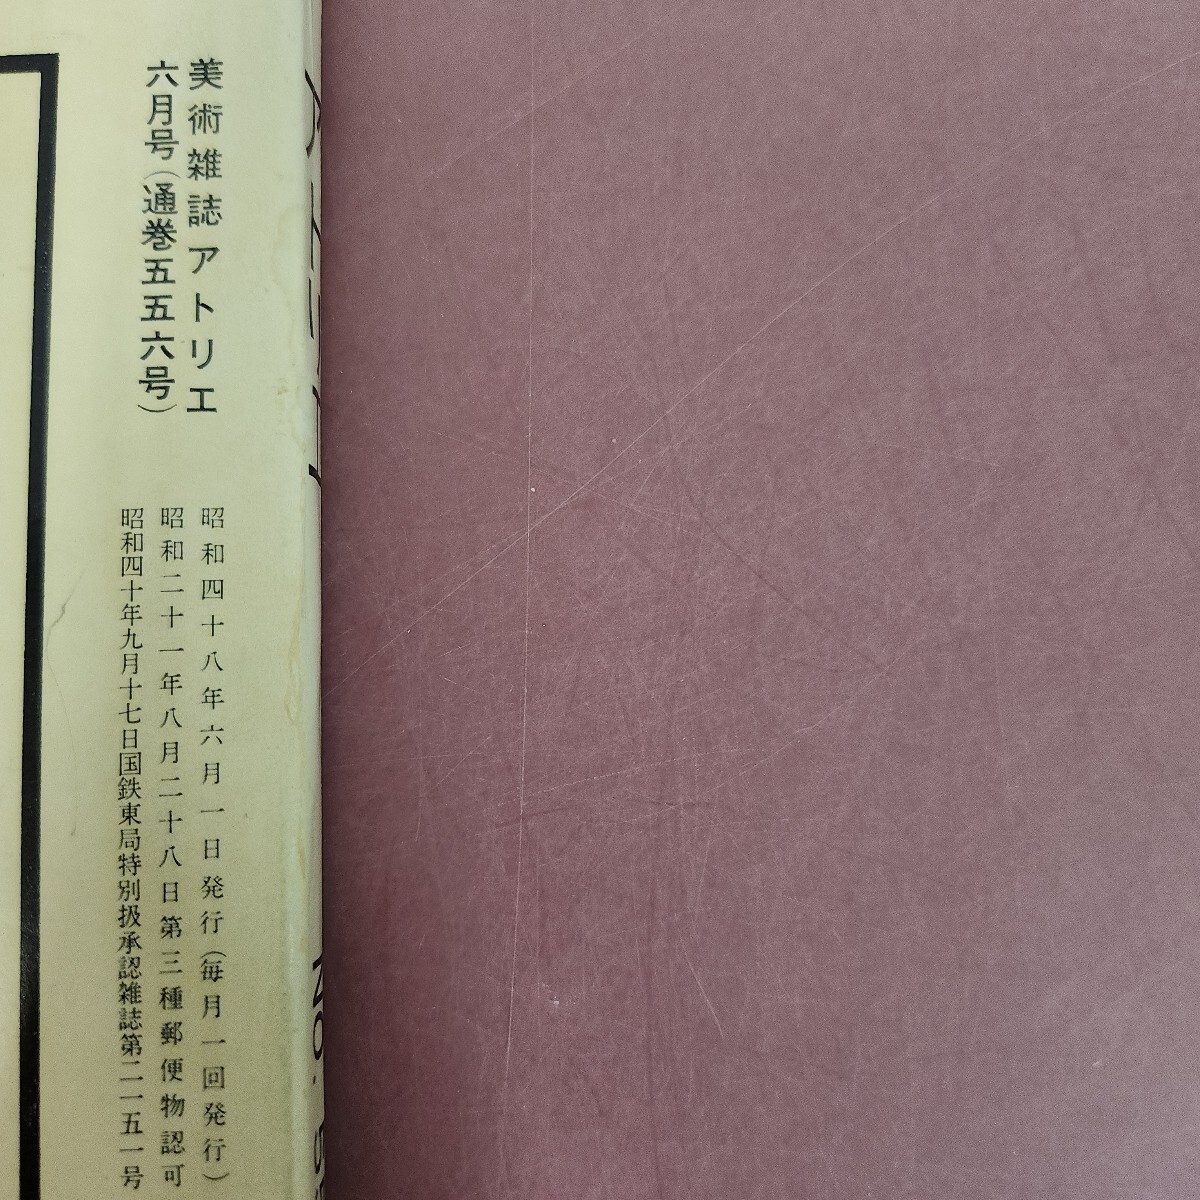 美術雑誌アトリエ
六月号（通巻五五六号）
昭和四十八年六月一日発行（毎月一回発行）
昭和二十一年八月二十八日第三種郵便物認可
昭和四十年九月十七日国鉄東局特別扱承認雑誌第二一五一号
No.